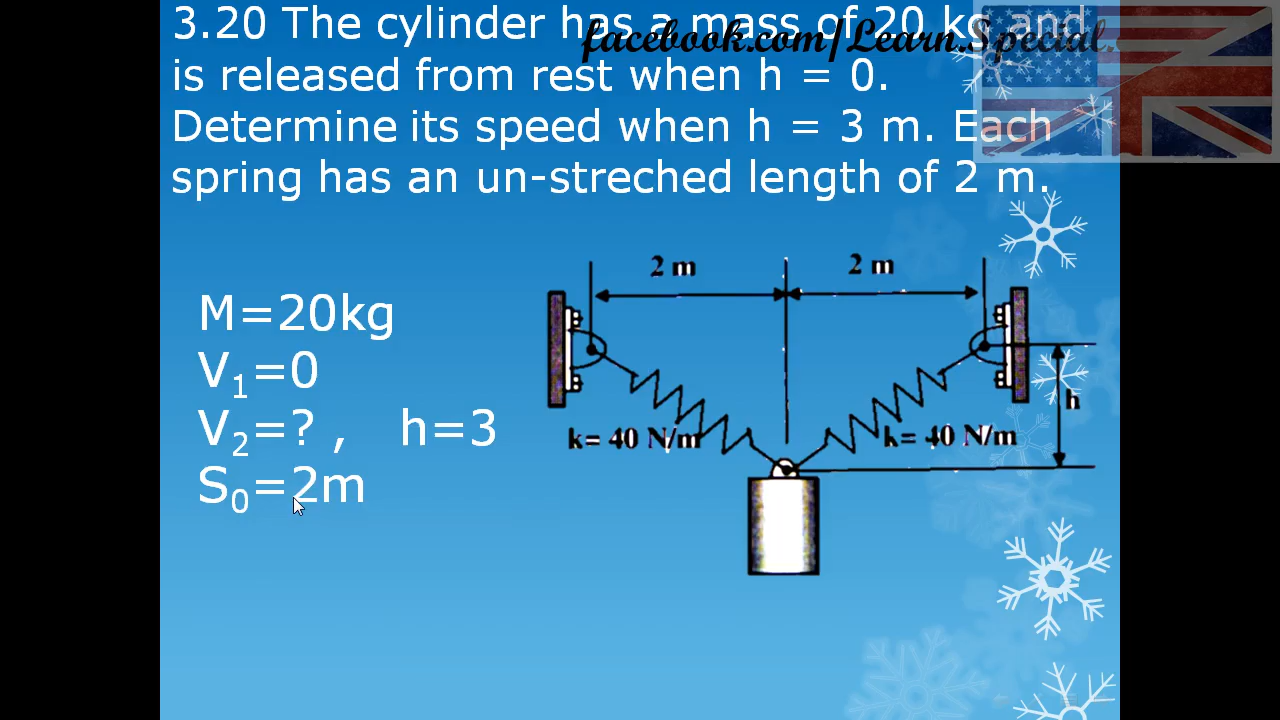 3.20 The cylinder has a mass of 20 kg and
facebook.com/Learn.Special.
is released from rest when h = 0.
Determine its speed when h = 3 m. Each
spring has an un-streched length of 2 m.
2 m
2 m
M=20kg
V1=0
V2=? , h=3
S0=2m
h
k= 40 N/m
k= 40 N/m